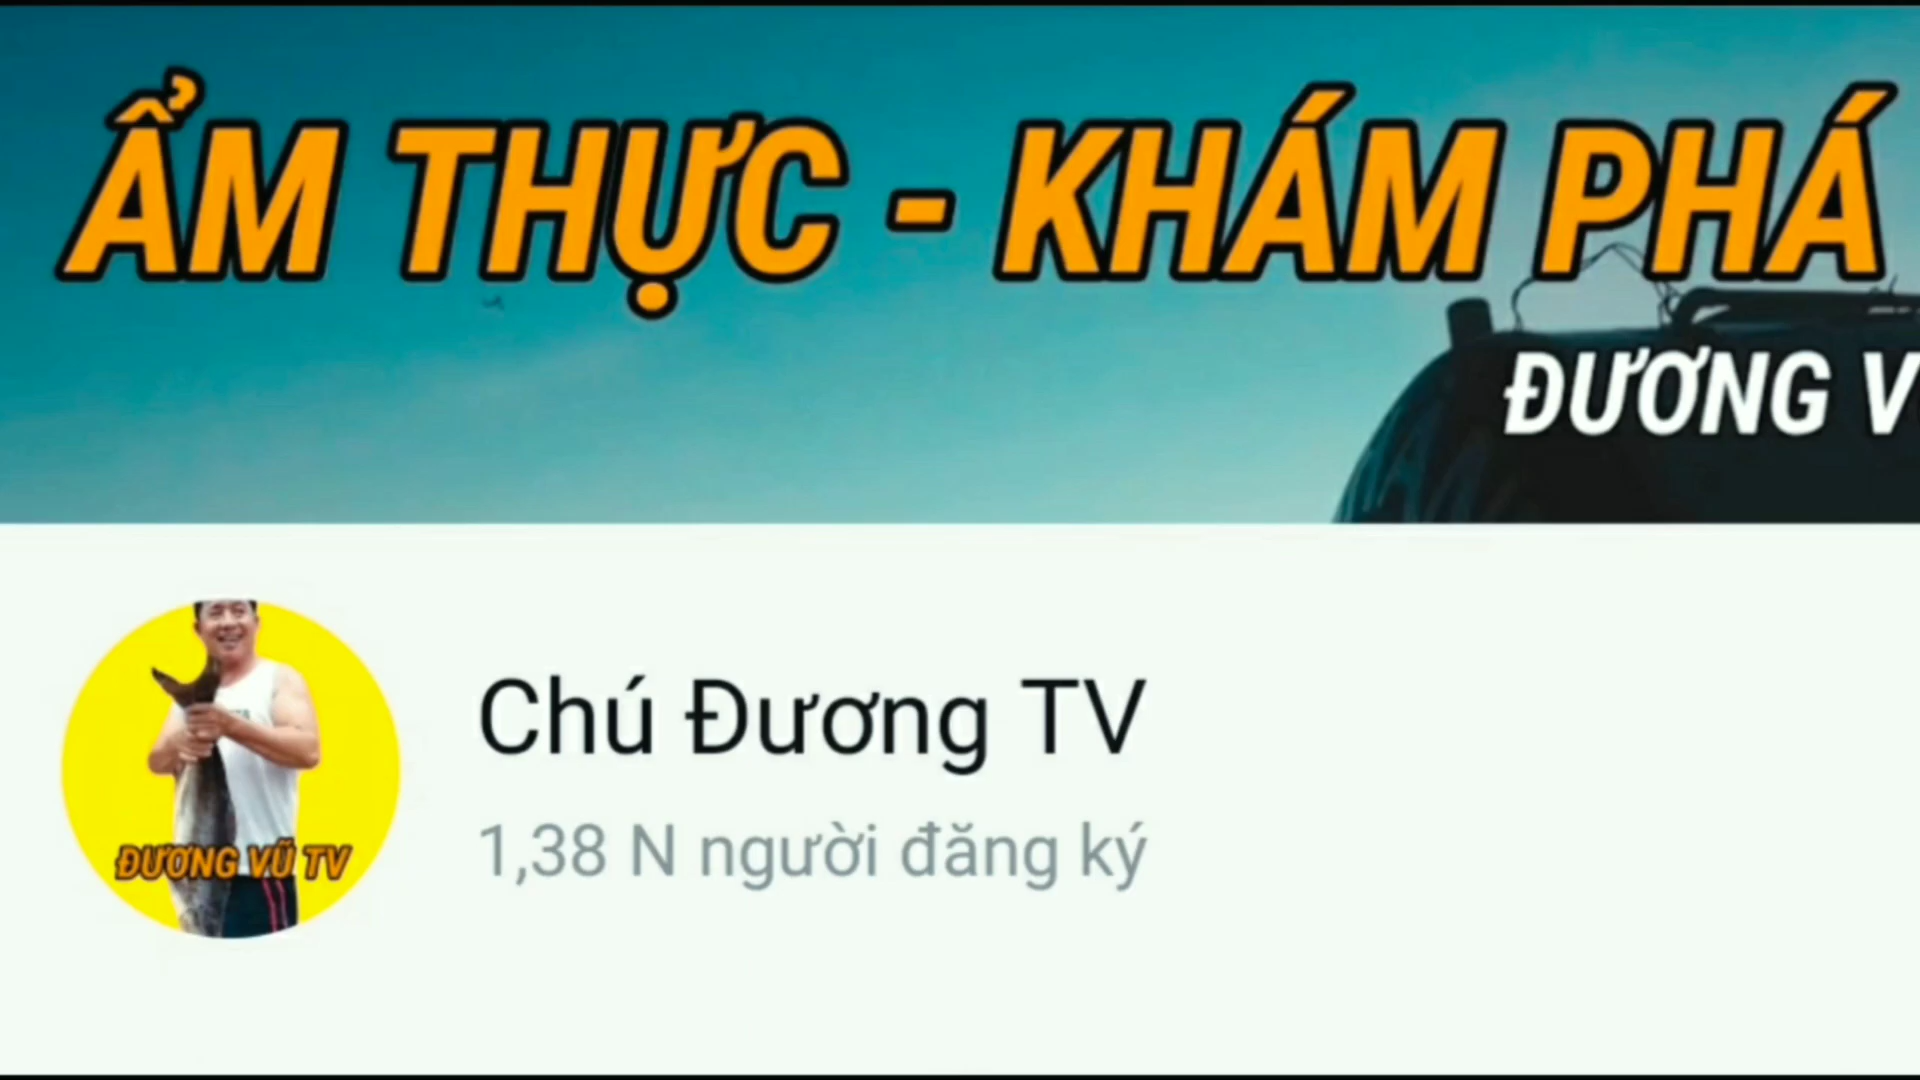 ẨM THỰC - KHÁM PHÁ
ĐƯƠNG V
Chú Đương TV
1,38 N người đăng ký
ĐƯƠNG VŨ TV